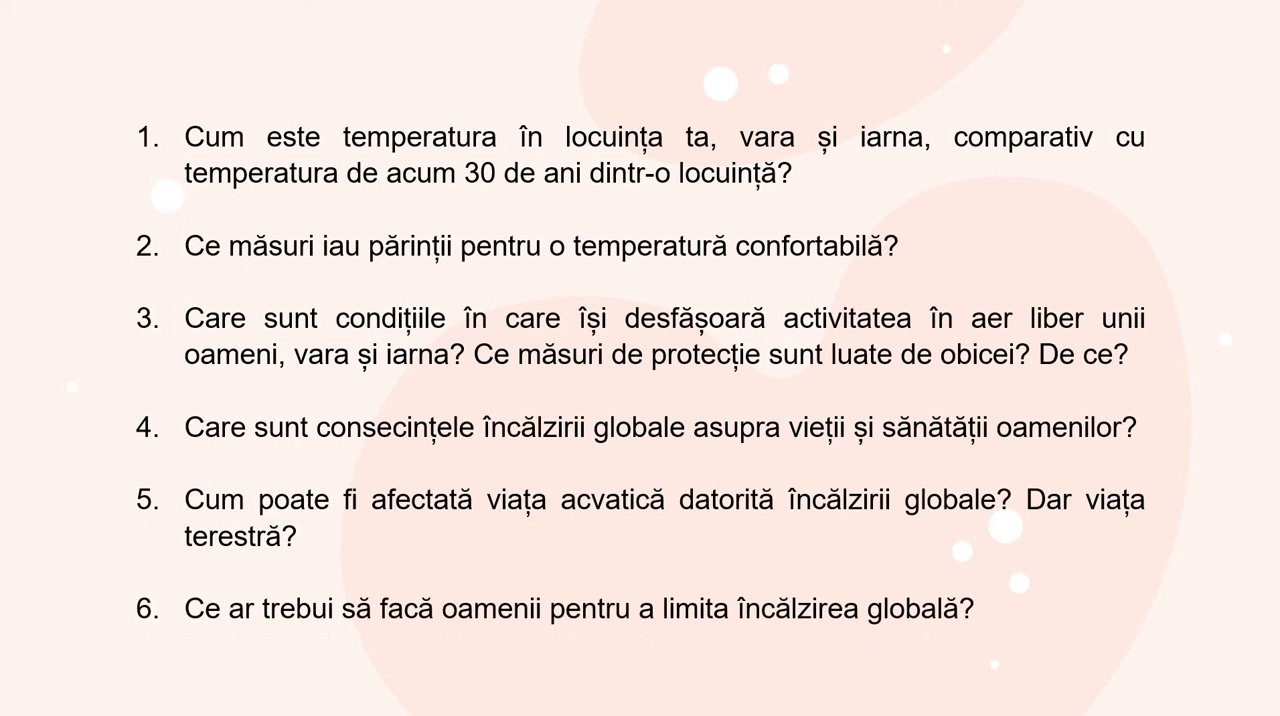 1. Cum este temperatura în locuința ta, vara și iarna, comparativ cu
temperatura de acum 30 de ani dintr-o locuință?
2. Ce măsuri iau părinții pentru o temperatură confortabilă?
3. Care sunt condițiile în care își desfășoară activitatea în aer liber unii
oameni, vara și iarna? Ce măsuri de protecție sunt luate de obicei? De ce?
4. Care sunt consecințele încălzirii globale asupra vieții și sănătății oamenilor?
5. Cum poate fi afectată viața acvatică datorită încălzirii globale? Dar viața
terestră?
6. Ce ar trebui să facă oamenii pentru a limita încălzirea globală?